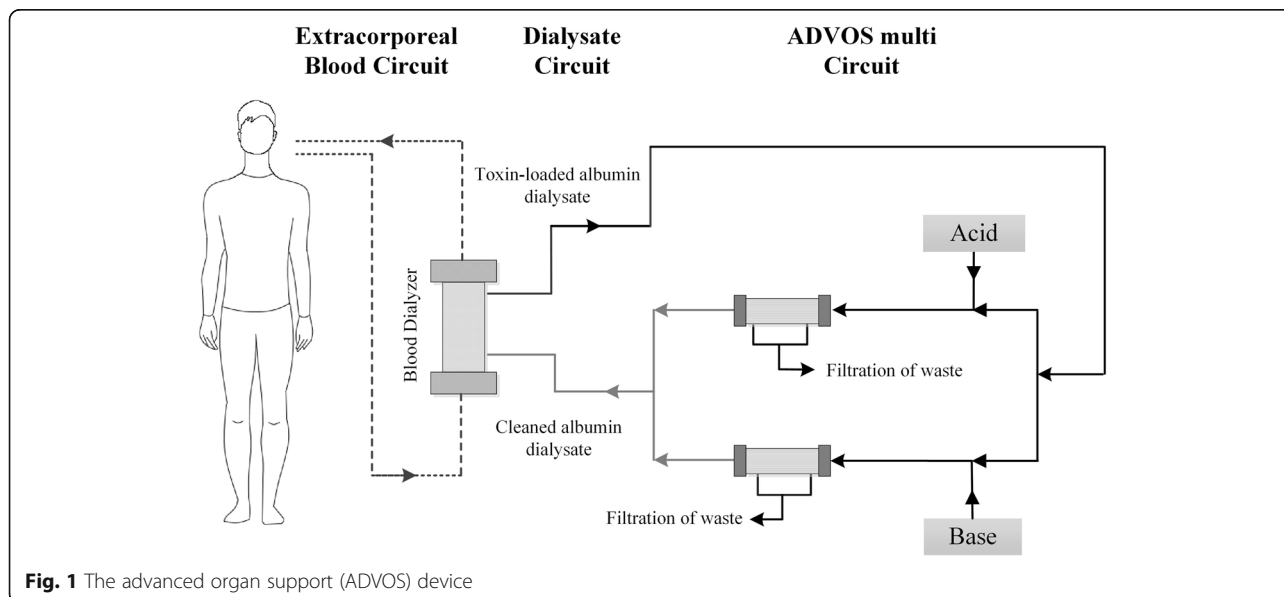 Extracorporeal
Blood Circuit
Dialysate
Circuit
ADVOS multi
Circuit
Toxin-loaded albumin
dialysate
Acid
Blood Dialyzer
Filtration of waste
Cleaned albumin
dialysate
Filtration of waste
Base
Fig. 1 The advanced organ support (ADVOS) device